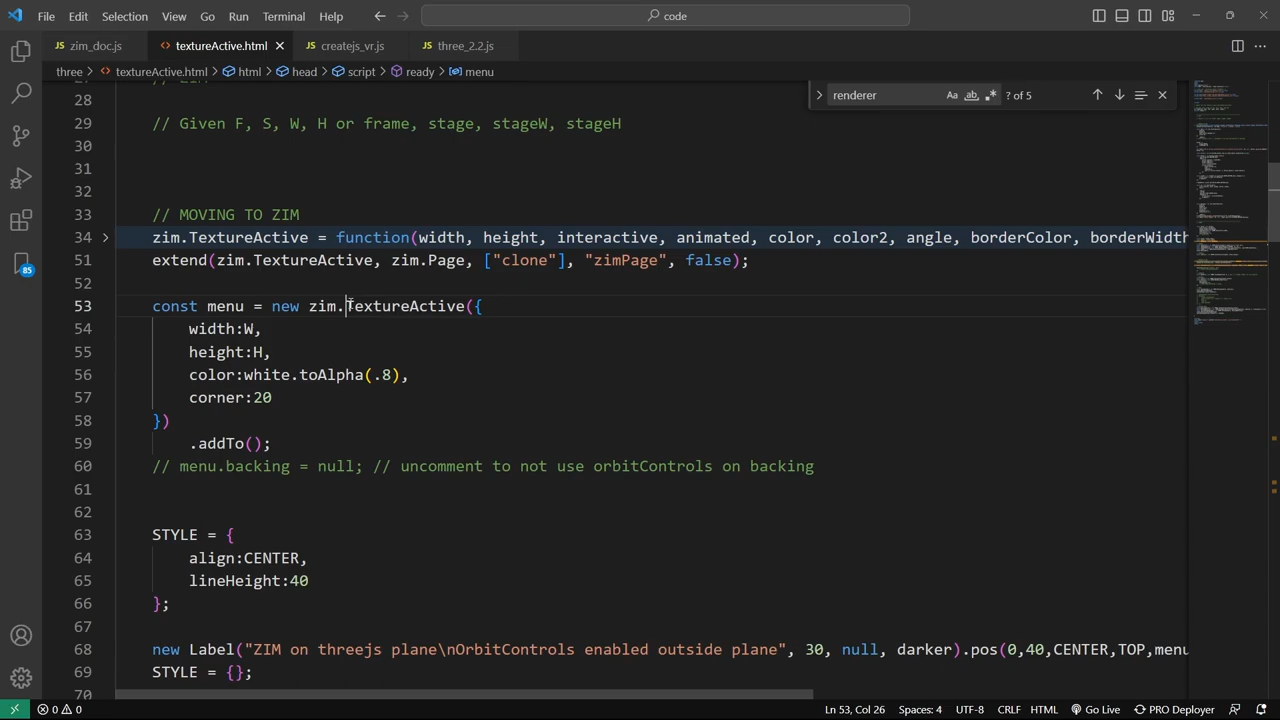 File Edit Selection View Go Run Terminal Help
code
zim_doc.js textureActive.html createjs_vr.js three_2.2.js
three > textureActive.html > html > head > script > ready > menu
renderer ab ? of 5
28
29 // Given F, S, W, H or frame, stage, stageW, stageH
30
31
32
33 // MOVING TO ZIM
34 zim.TextureActive = function(width, height, interactive, animated, color, color2, angle, borderColor, borderWidth
51 extend(zim.TextureActive, zim.Page, ["clone"], "zimPage", false);
52
53 const menu = new zim.TextureActive({
54 width:W,
55 height:H,
56 color:white.toAlpha(.8),
57 corner:20
58 })
59 .addTo();
60 // menu.backing = null; // uncomment to not use orbitControls on backing
61
62
63 STYLE = {
64 align:CENTER,
65 lineHeight:40
66 };
67
68 new Label("ZIM on threejs plane\nOrbitControls enabled outside plane", 30, null, darker).pos(0,40,CENTER,TOP,menu
69 STYLE = {};
70
85
0 0 Ln 53, Col 26 Spaces: 4 UTF-8 CRLF HTML Go Live PRO Deployer